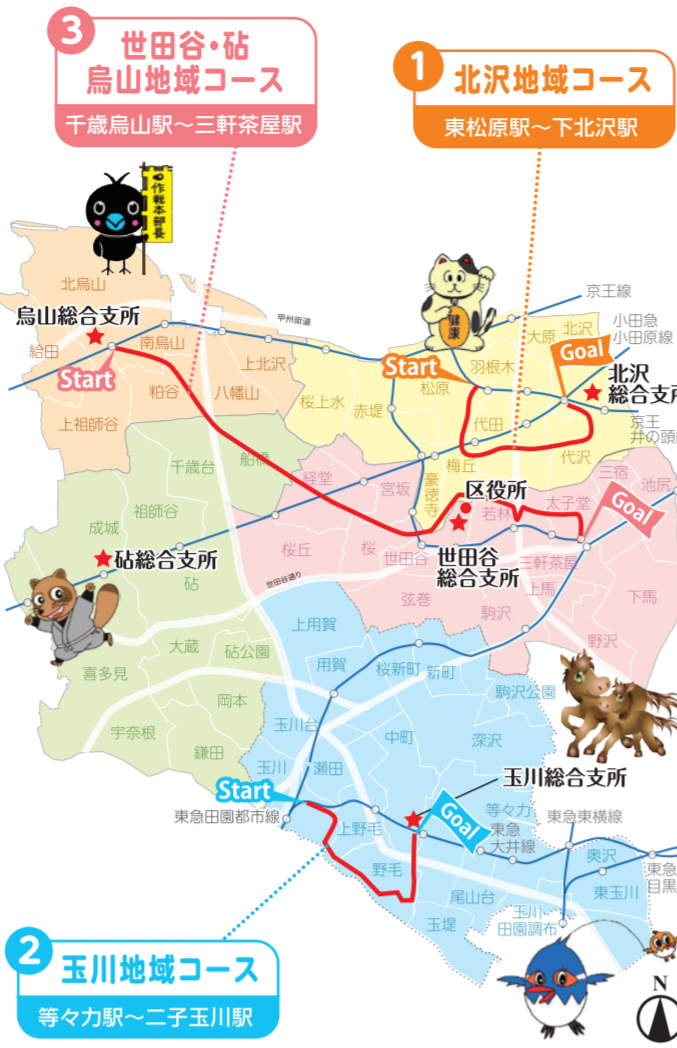 3
世田谷・砧
烏山地域コース
千歳烏山駅〜三軒茶屋駅
1
北沢地域コース
東松原駅〜下北沢駅
作戦本部長
健康
北烏山
烏山総合支所
給田
南烏山
甲州街道
上北沢
Start
粕谷
八幡山
上祖師谷
京王線
小田急
小田原線
大原
北沢
羽根木
Start
Goal
松原
北沢
総合支所
桜上水
赤堤
代田
京王
井の頭
代沢
梅丘
豪徳寺
船橋
千歳台
経堂
宮坂
区役所
三宿
池尻
祖師谷
若林
太子堂
Goal
成城
桜丘
桜
世田谷
世田谷
総合支所
三軒茶屋
砧総合支所
砧
世田谷通り
弦巻
上馬
下馬
駒沢
上用賀
野沢
大蔵
砧公園
用賀
桜新町
新町
喜多見
岡本
駒沢公園
玉川台
中町
深沢
宇奈根
鎌田
玉川
瀬田
玉川総合支所
Start
東急田園都市線
上野毛
Goal
等々力
東急
大井線
東急東横線
野毛
奥沢
東急
目黒
尾山台
東玉川
玉堤
玉川
田園調布
2
玉川地域コース
等々力駅〜二子玉川駅
N